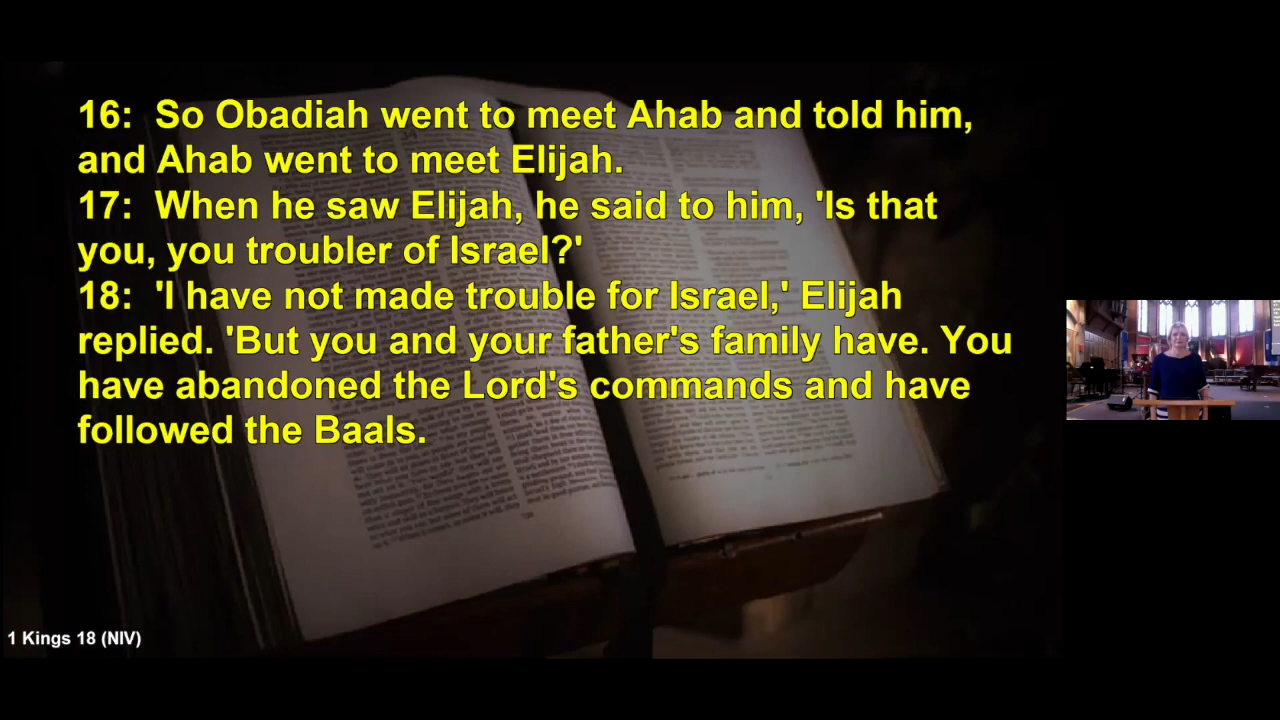 16:  So Obadiah went to meet Ahab and told him,
and Ahab went to meet Elijah.
17:  When he saw Elijah, he said to him, 'Is that
you, you troubler of Israel?'
18:  'I have not made trouble for Israel,' Elijah
replied. 'But you and your father's family have. You
have abandoned the Lord's commands and have
followed the Baals.
1 Kings 18 (NIV)